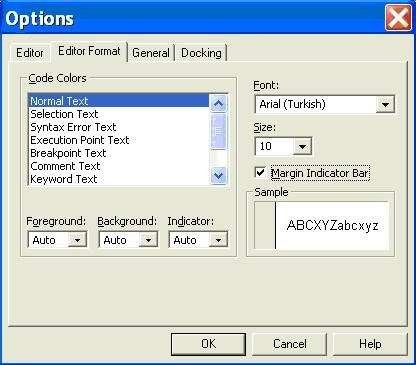 Options
Editor Editor Format General Docking
Code Colors
Normal Text
Selection Text
Syntax Error Text
Execution Point Text
Breakpoint Text
Comment Text
Keyword Text
Foreground: Background: Indicator:
Auto Auto Auto
Font:
Arial (Turkish)
Size:
10
Margin Indicator Bar
Sample
ABCXYZabcxyz
OK Cancel Help